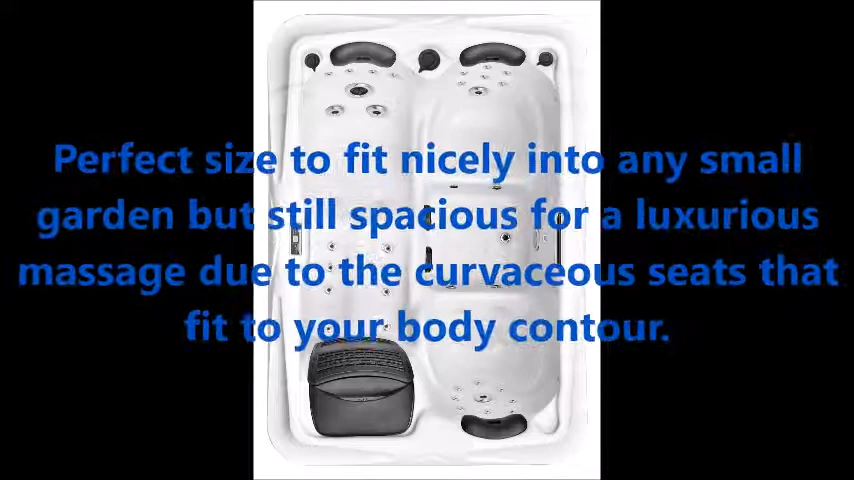 Perfect size to fit nicely into any small
garden but still spacious for a luxurious
massage due to the curvaceous seats that
fit to your body contour.